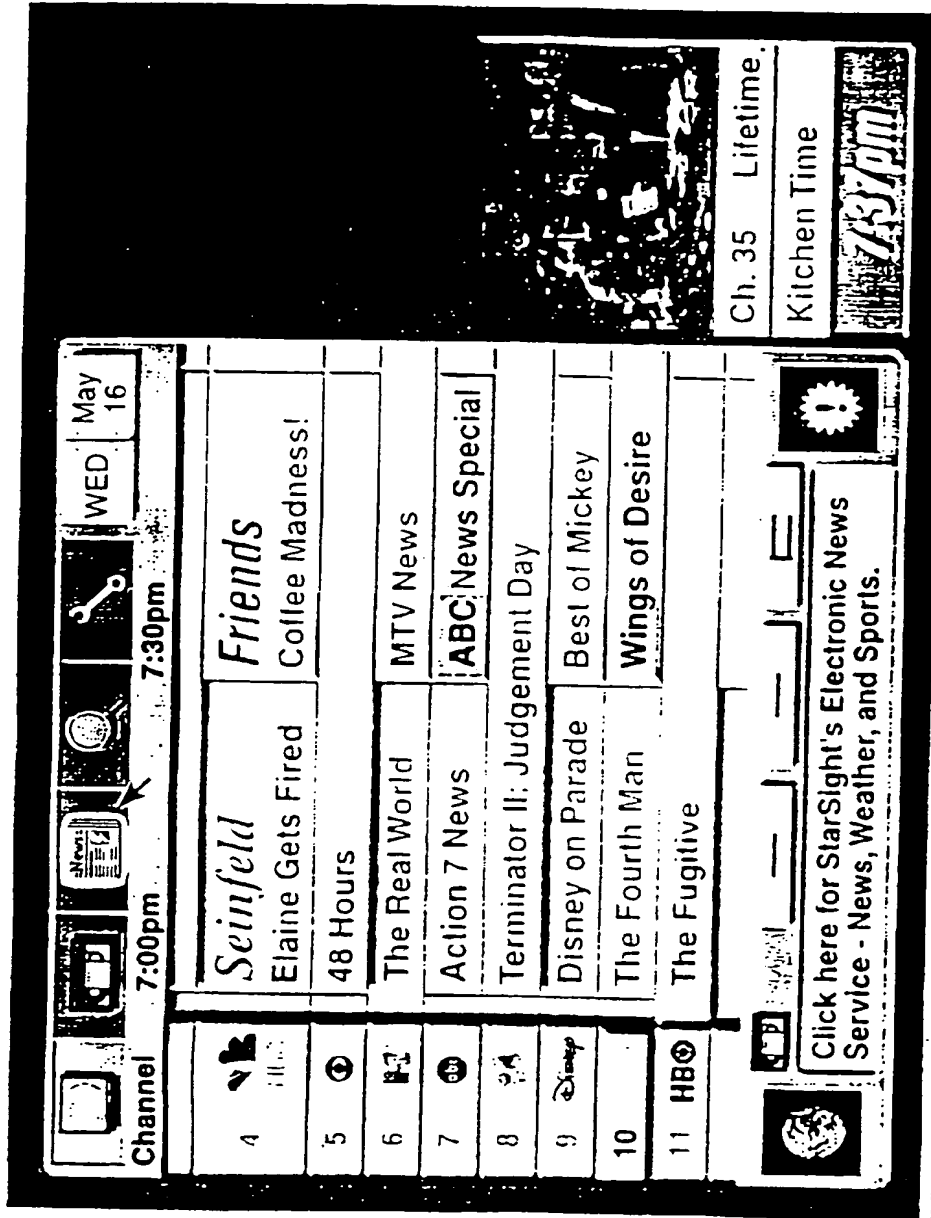 WED
May
16
News
Channel
7:00pm
7:30pm
4
Seinfeld
Elaine Gets Fired
Friends
Coffee Madness!
5
48 Hours
6
The Real World
MTV News
7
abc
Action 7 News
ABC News Special
8
Terminator II: Judgement Day
9
Disney
Disney on Parade
Best of Mickey
10
The Fourth Man
Wings of Desire
11
HBO
The Fugitive
Click here for StarSIght's Electronic News
Service - News, Weather, and Sports.
!
Ch. 35 Lifetime
Kitchen Time
7:37pm